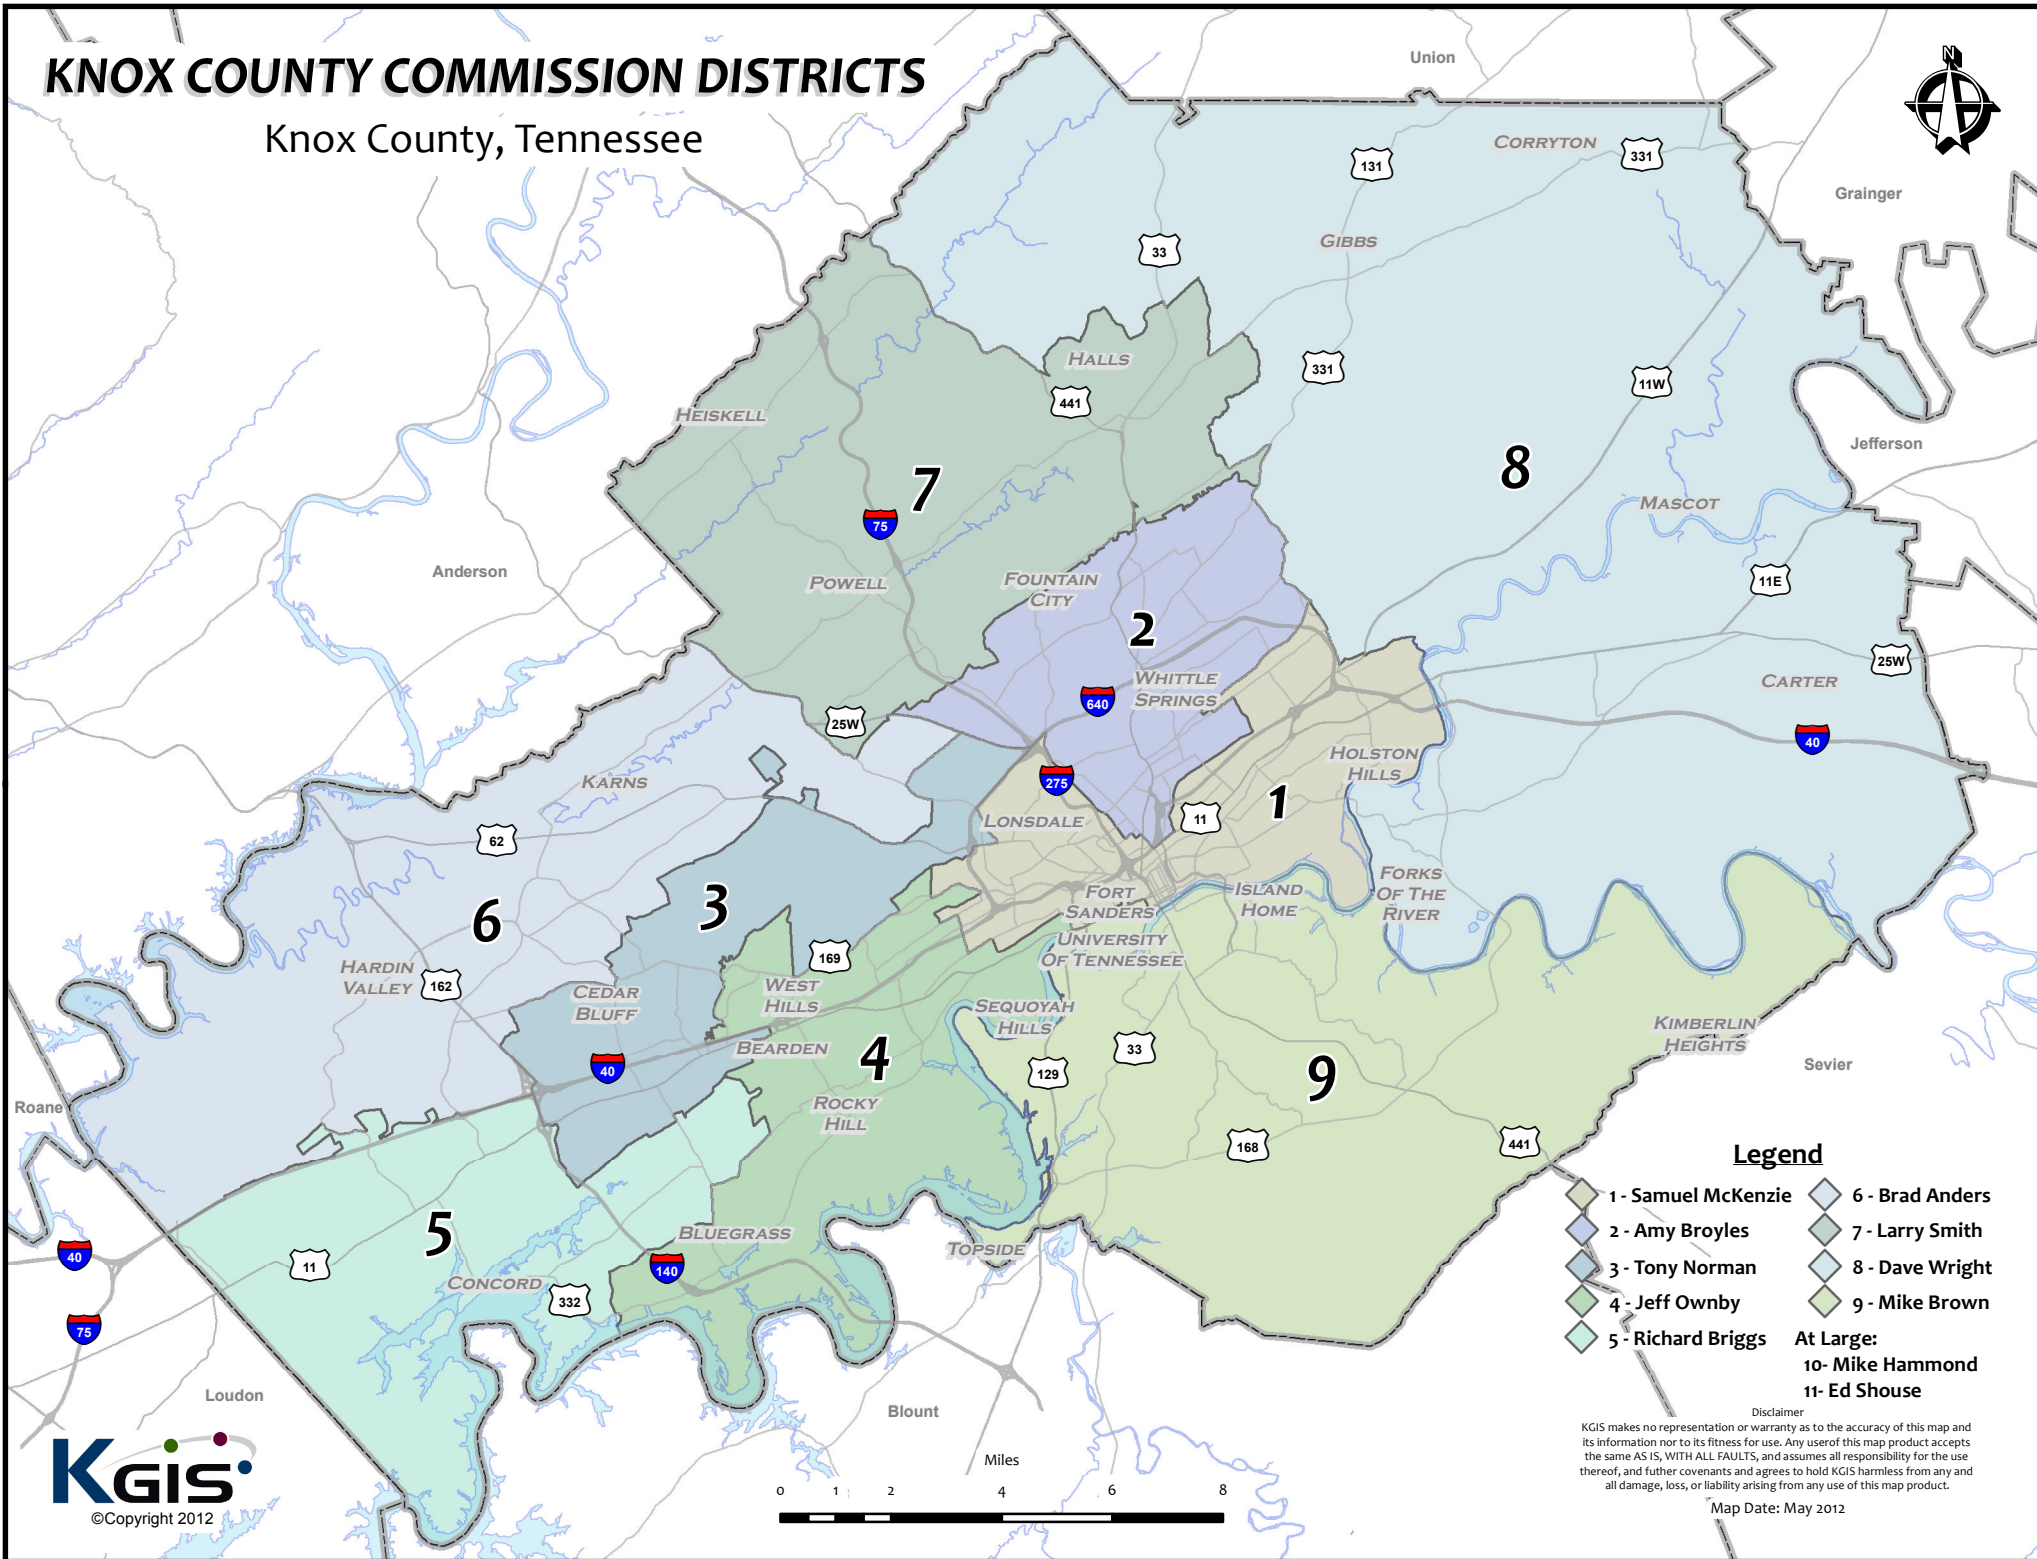 KNOX COUNTY COMMISSION DISTRICTS
Knox County, Tennessee
N
Union
Grainger
Jefferson
Anderson
Sevier
Roane
Loudon
Blount
CORRYTON
131
331
33
GIBBS
HALLS
441
331
11W
HEISKELL
7
8
75
MASCOT
POWELL
FOUNTAIN
CITY
11E
2
25W
CARTER
WHITTLE
SPRINGS
640
25W
40
HOLSTON
HILLS
KARNS
275
1
LONSDALE
11
62
FORT
SANDERS
ISLAND
HOME
FORKS
OF THE
RIVER
6
3
UNIVERSITY
OF TENNESSEE
169
HARDIN
VALLEY
162
CEDAR
BLUFF
WEST
HILLS
SEQUOYAH
HILLS
KIMBERLIN
HEIGHTS
BEARDEN
4
33
40
129
9
ROCKY
HILL
168
441
5
BLUEGRASS
TOPSIDE
40
11
140
CONCORD
332
75
Legend
1 - Samuel McKenzie
2 - Amy Broyles
3 - Tony Norman
4 - Jeff Ownby
5 - Richard Briggs
6 - Brad Anders
7 - Larry Smith
8 - Dave Wright
9 - Mike Brown
At Large:
10- Mike Hammond
11- Ed Shouse
Disclaimer
KGIS makes no representation or warranty as to the accuracy of this map and
its information nor to its fitness for use. Any userof this map product accepts
the same AS IS, WITH ALL FAULTS, and assumes all responsibility for the use
thereof, and futher covenants and agrees to hold KGIS harmless from any and
all damage, loss, or liability arising from any use of this map product.
Map Date: May 2012
Miles
0 1 2 4 6 8
KGIS
©Copyright 2012